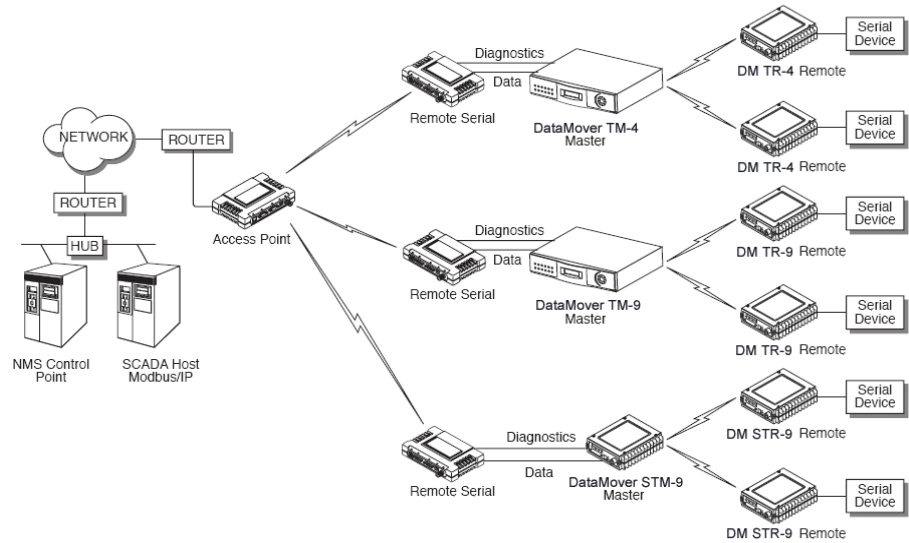 NETWORK
ROUTER
ROUTER
HUB
NMS Control
Point
SCADA Host
Modbus/IP
Access Point
Diagnostics
Data
Remote Serial
DataMover TM-4
Master
DM TR-4 Remote
Serial
Device
DM TR-4 Remote
Serial
Device
Diagnostics
Data
Remote Serial
DataMover TM-9
Master
DM TR-9 Remote
Serial
Device
DM TR-9 Remote
Serial
Device
Diagnostics
Data
Remote Serial
DataMover STM-9
Master
DM STR-9 Remote
Serial
Device
DM STR-9 Remote
Serial
Device